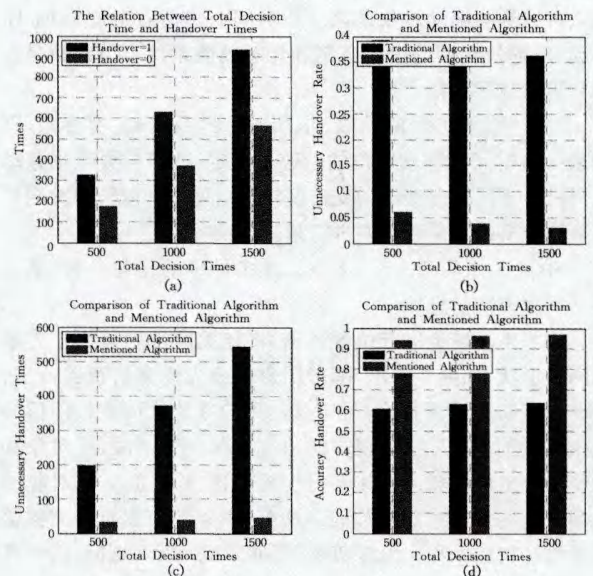 The Relation Between Total Decision
Time and Handover Times
1000
900
800
700
600
500
400
300
200
100
0
Times
Handover=1
Handover=0
500
1000
1500
Total Decision Times
(a)
Comparison of Traditional Algorithm
and Mentioned Algorithm
0.4
0.35
0.3
0.25
0.2
0.15
0.1
0.05
0
Unnecessary Handover Rate
Traditional Algorithm
Mentioned Algorithm
500
1000
1500
Total Decision Times
(b)
Comparison of Traditional Algorithm
and Mentioned Algorithm
600
500
400
300
200
100
0
Unnecessary Handover Times
Traditional Algorithm
Mentioned Algorithm
500
1000
1500
Total Decision Times
(c)
Comparison of Traditional Algorithm
and Mentioned Algorithm
1
0.9
0.8
0.7
0.6
0.5
0.4
0.3
0.2
0.1
0
Accuracy Handover Rate
Traditional Algorithm
Mentioned Algorithm
500
1000
1500
Total Decision Times
(d)